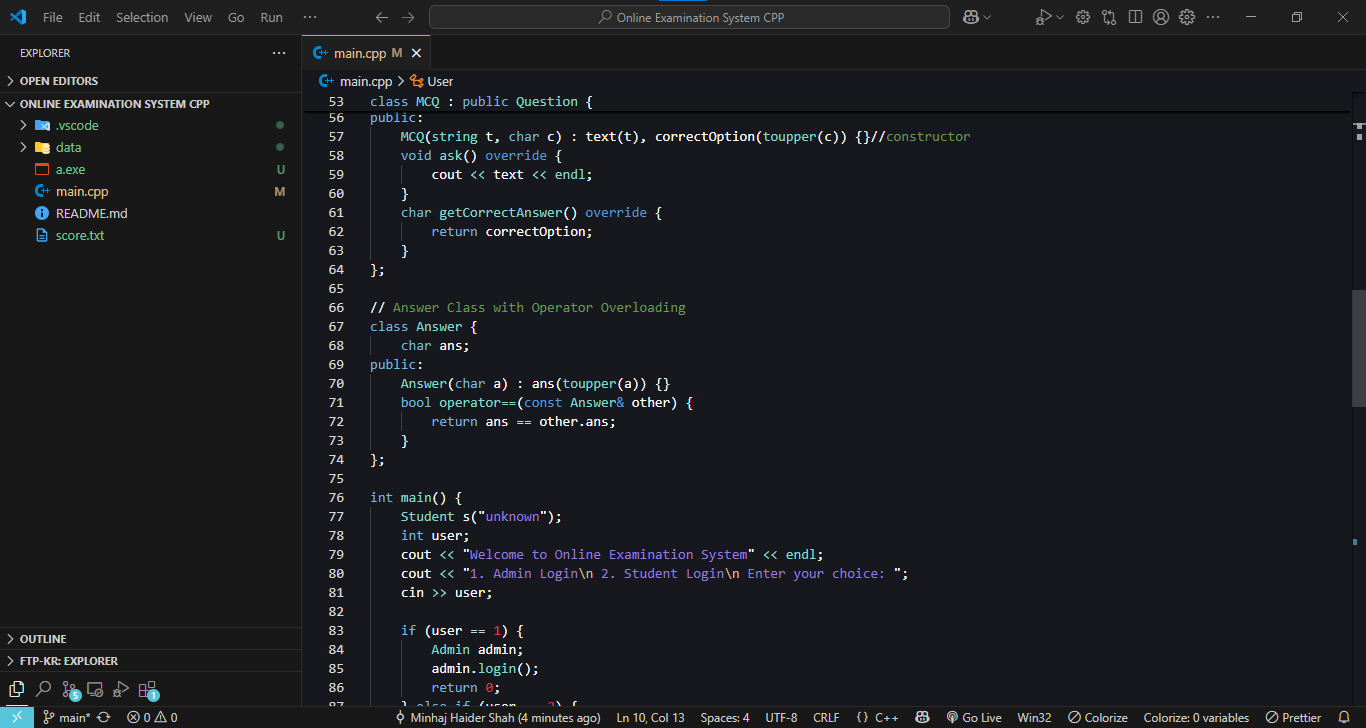 File Edit Selection View Go Run ··· Online Examination System CPP
EXPLORER ···
OPEN EDITORS
ONLINE EXAMINATION SYSTEM CPP
.vscode
data
a.exe U
main.cpp M
README.md
score.txt U
OUTLINE
FTP-KR: EXPLORER
5 1
main.cpp M
main.cpp > User
53 class MCQ : public Question {
56 public:
57 MCQ(string t, char c) : text(t), correctOption(toupper(c)) {}//constructor
58 void ask() override {
59 cout << text << endl;
60 }
61 char getCorrectAnswer() override {
62 return correctOption;
63 }
64 };
65
66 // Answer Class with Operator Overloading
67 class Answer {
68 char ans;
69 public:
70 Answer(char a) : ans(toupper(a)) {}
71 bool operator==(const Answer& other) {
72 return ans == other.ans;
73 }
74 };
75
76 int main() {
77 Student s("unknown");
78 int user;
79 cout << "Welcome to Online Examination System" << endl;
80 cout << "1. Admin Login\n 2. Student Login\n Enter your choice: ";
81 cin >> user;
82
83 if (user == 1) {
84 Admin admin;
85 admin.login();
86 return 0;
87 } else if (user == 2) {
main* 0 0 Minhaj Haider Shah (4 minutes ago) Ln 10, Col 13 Spaces: 4 UTF-8 CRLF {} C++ Go Live Win32 Colorize Colorize: 0 variables Prettier